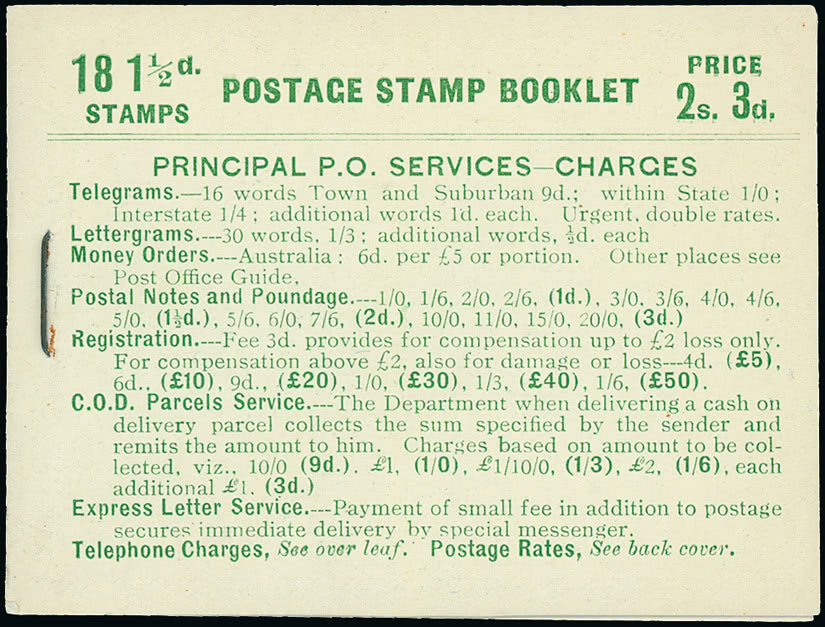 18 1½d. STAMPS
POSTAGE STAMP BOOKLET
PRICE 2s. 3d.
PRINCIPAL P.O. SERVICES—CHARGES
Telegrams.—16 words Town and Suburban 9d.; within State 1/0;
Interstate 1/4; additional words 1d. each. Urgent, double rates.
Lettergrams.---30 words, 1/3; additional words, ½d. each
Money Orders.---Australia: 6d. per £5 or portion. Other places see
Post Office Guide.
Postal Notes and Poundage.---1/0, 1/6, 2/0, 2/6, (1d.), 3/0, 3/6, 4/0, 4/6,
5/0, (1½d.), 5/6, 6/0, 7/6, (2d.), 10/0, 11/0, 15/0, 20/0, (3d.)
Registration.---Fee 3d. provides for compensation up to £2 loss only.
For compensation above £2, also for damage or loss---4d. (£5),
6d., (£10), 9d., (£20), 1/0, (£30), 1/3, (£40), 1/6, (£50).
C.O.D. Parcels Service.---The Department when delivering a cash on
delivery parcel collects the sum specified by the sender and
remits the amount to him. Charges based on amount to be col-
lected, viz., 10/0 (9d.). £1, (1/0), £1/10/0, (1/3), £2, (1/6), each
additional £1. (3d.)
Express Letter Service.---Payment of small fee in addition to postage
secures immediate delivery by special messenger.
Telephone Charges, See over leaf. Postage Rates, See back cover.